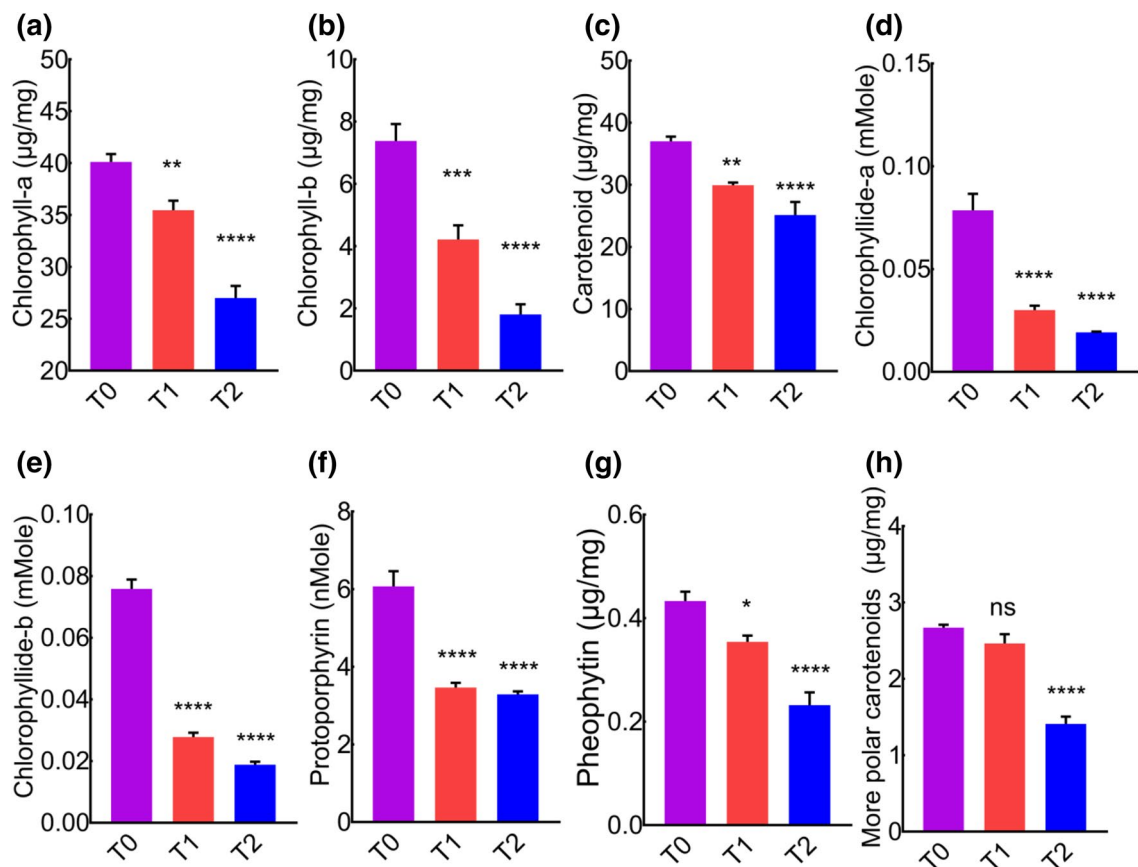 (a)
Chlorophyll-a (μg/mg)
50
45
40
35
30
25
20
**
****
T0
T1
T2
(b)
Chlorophyll-b (μg/mg)
10
8
6
4
2
0
***
****
T0
T1
T2
(c)
Carotenoid (μg/mg)
50
40
30
20
10
0
**
****
T0
T1
T2
(d)
Chlorophyllide-a (mMole)
0.15
0.10
0.05
0.00
****
****
T0
T1
T2
(e)
Chlorophyllide-b (mMole)
0.10
0.08
0.06
0.04
0.02
0.00
****
****
T0
T1
T2
(f)
Protoporphyrin (nMole)
8
6
4
2
0
****
****
T0
T1
T2
(g)
Pheophytin (μg/mg)
0.6
0.4
0.2
0.0
*
****
T0
T1
T2
(h)
More polar carotenoids (μg/mg)
4
3
2
1
0
ns
****
T0
T1
T2